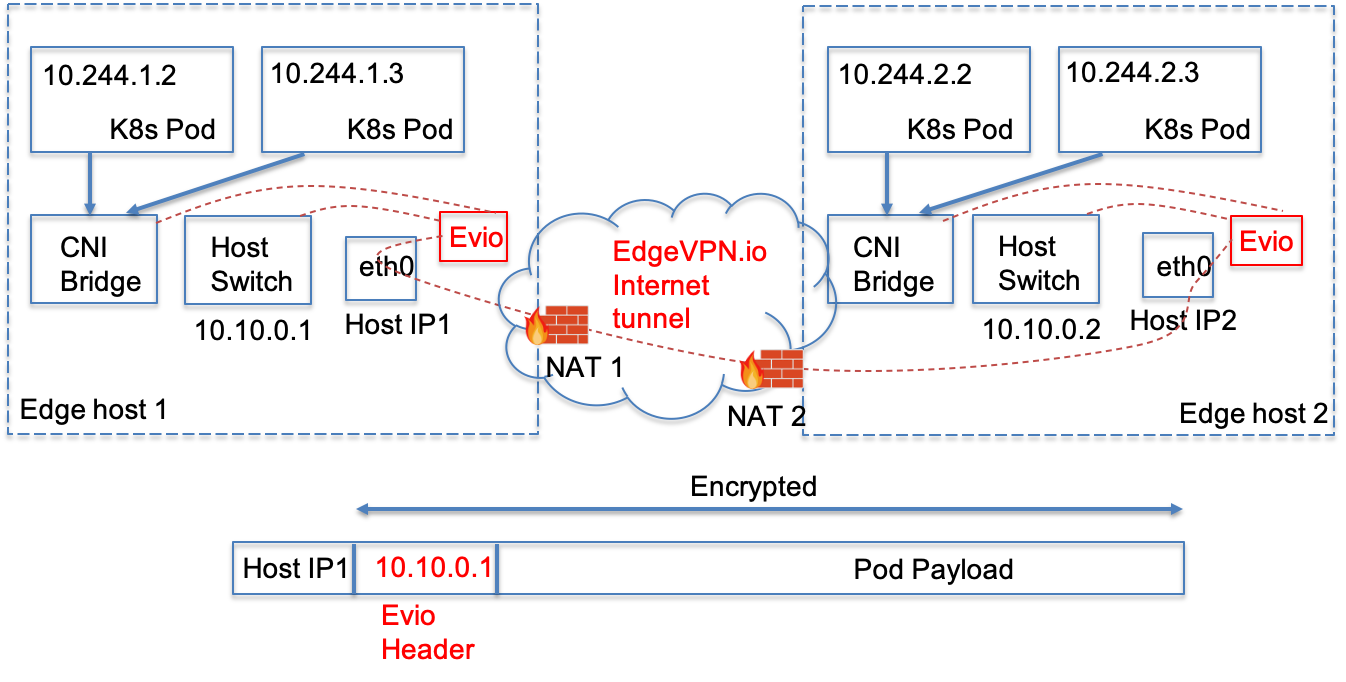 10.244.1.2
K8s Pod
10.244.1.3
K8s Pod
10.244.2.2
K8s Pod
10.244.2.3
K8s Pod
CNI
Bridge
Host
Switch
10.10.0.1
eth0
Host IP1
Evio
Edge host 1
EdgeVPN.io
Internet
tunnel
NAT 1
NAT 2
CNI
Bridge
Host
Switch
10.10.0.2
eth0
Host IP2
Evio
Edge host 2
Encrypted
Host IP1
10.10.0.1
Pod Payload
Evio
Header